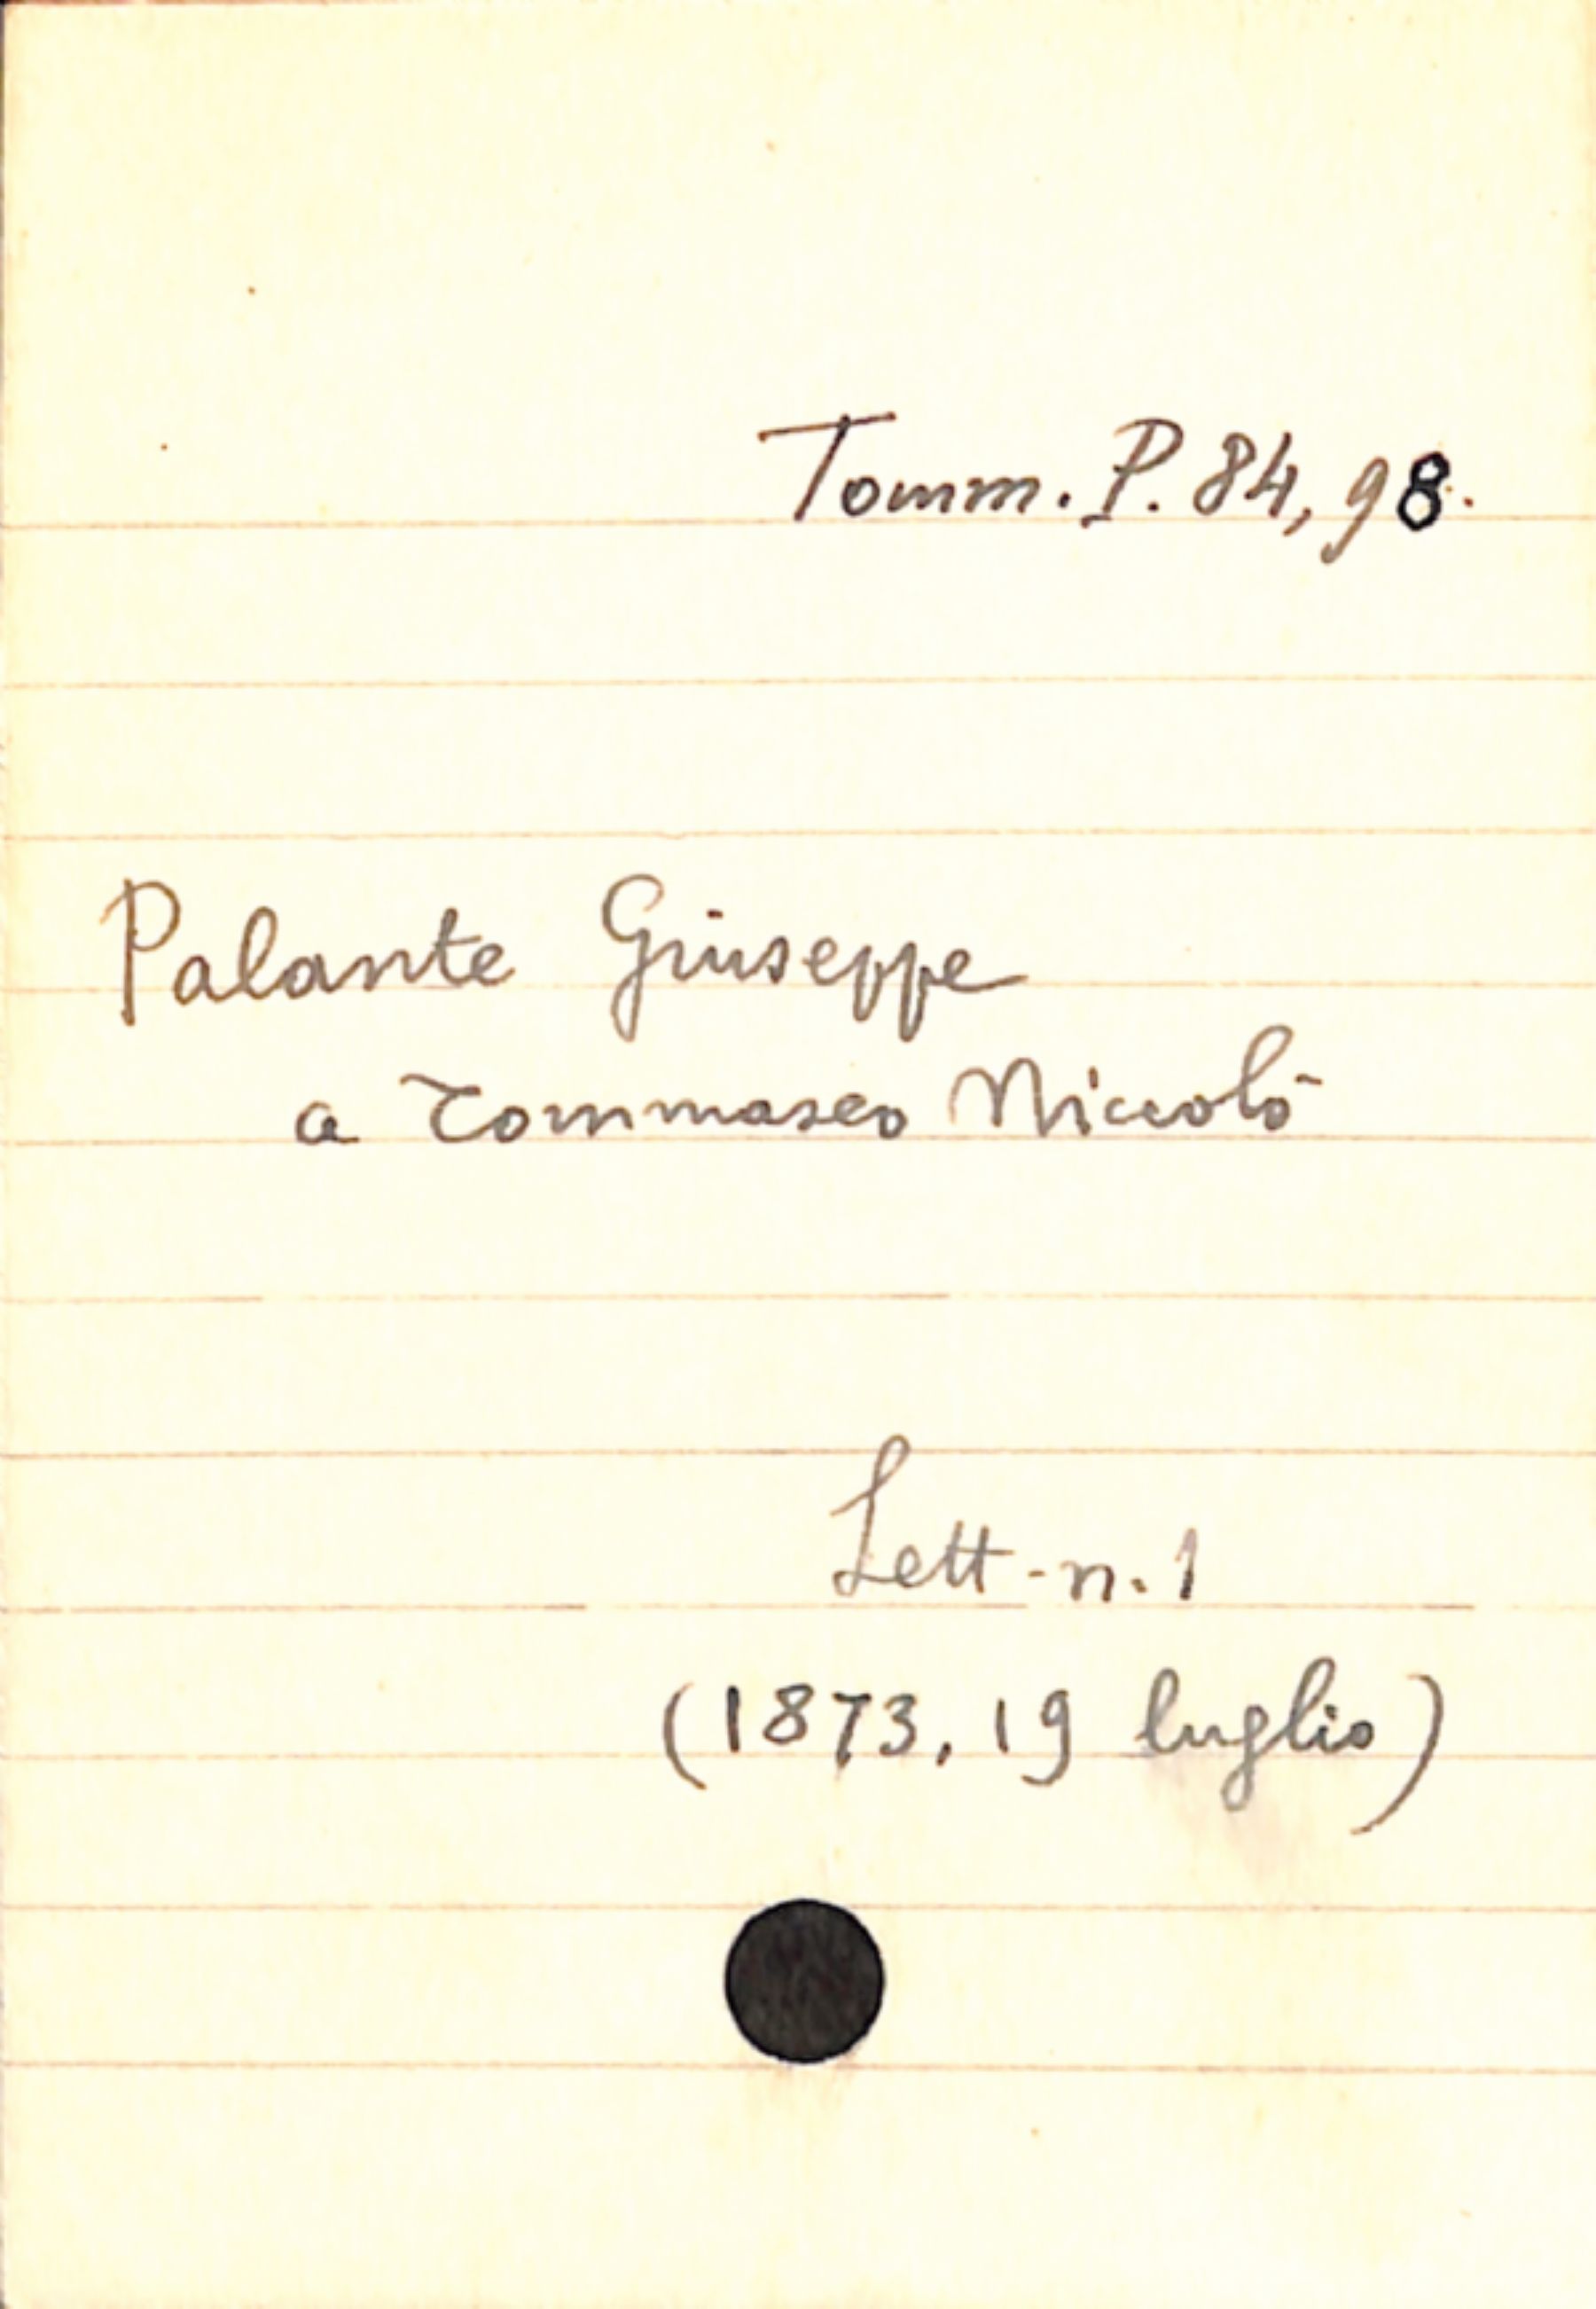 Tomm. P. 84, 98.
Palante Giuseppe
a Tommaseo Niccolò
Lett. n. 1
(1873, 19 luglio)